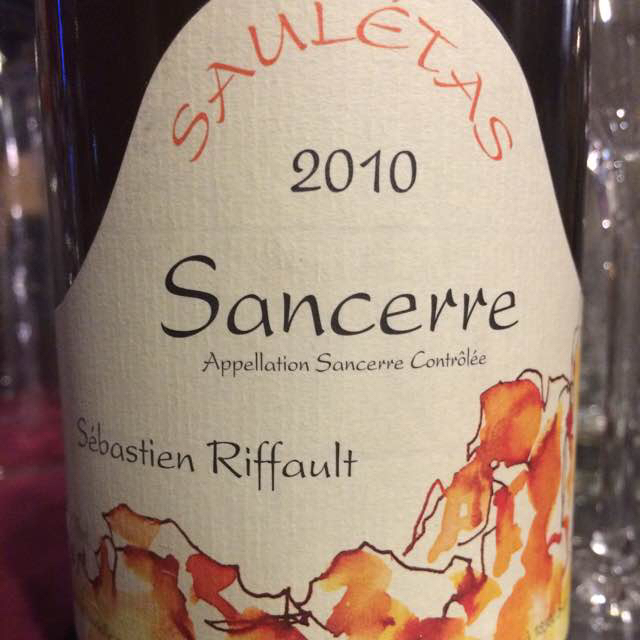 SAULÉTAS
2010
Sancerre
Appellation Sancerre Contrôlée
Sébastien Riffault